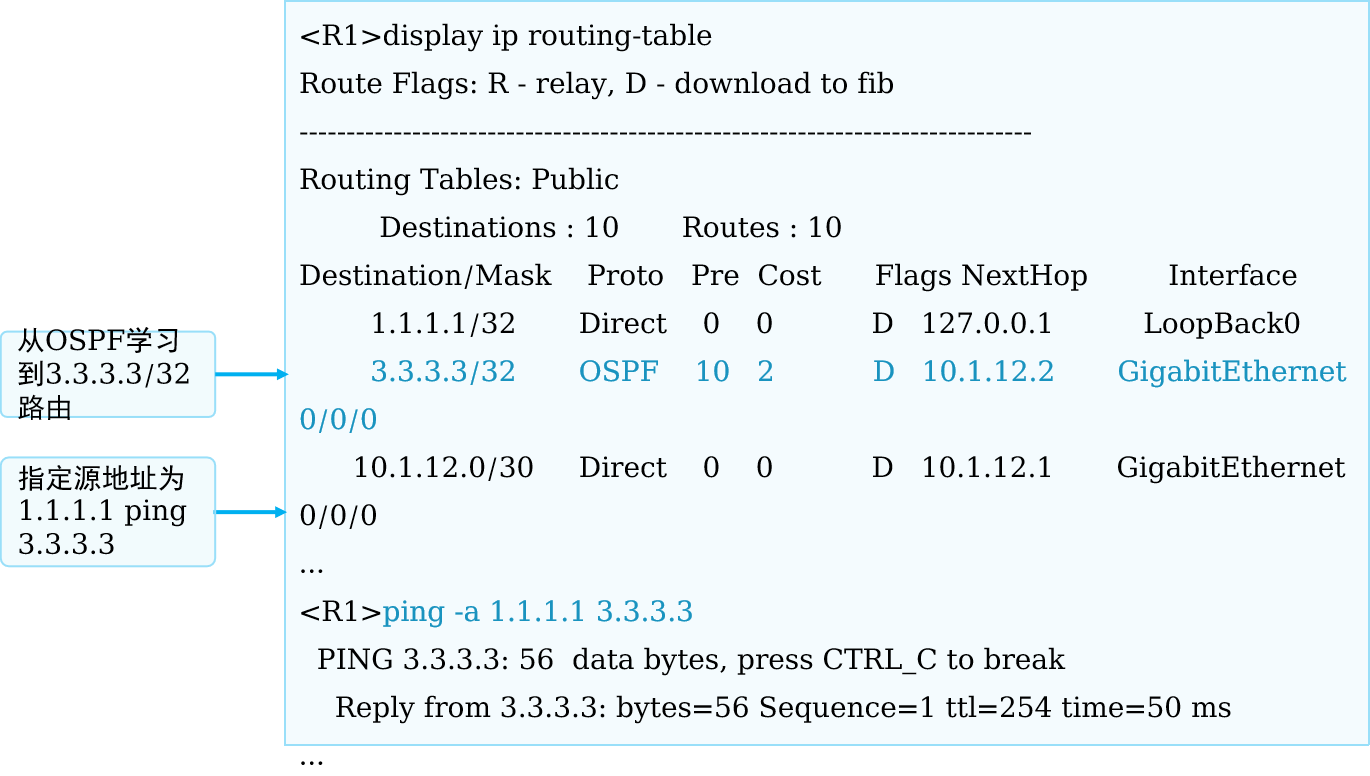 <R1>display ip routing-table
Route Flags: R - relay, D - download to fib
------------------------------------------------------------------------------
Routing Tables: Public
Destinations : 10 Routes : 10
Destination/Mask Proto Pre Cost Flags NextHop Interface
1.1.1.1/32 Direct 0 0 D 127.0.0.1 LoopBack0
从OSPF学习
到3.3.3.3/32
路由
3.3.3.3/32 OSPF 10 2 D 10.1.12.2 GigabitEthernet
0/0/0
指定源地址为
1.1.1.1 ping
3.3.3.3
10.1.12.0/30 Direct 0 0 D 10.1.12.1 GigabitEthernet
0/0/0
...
<R1>ping -a 1.1.1.1 3.3.3.3
PING 3.3.3.3: 56 data bytes, press CTRL_C to break
Reply from 3.3.3.3: bytes=56 Sequence=1 ttl=254 time=50 ms
...